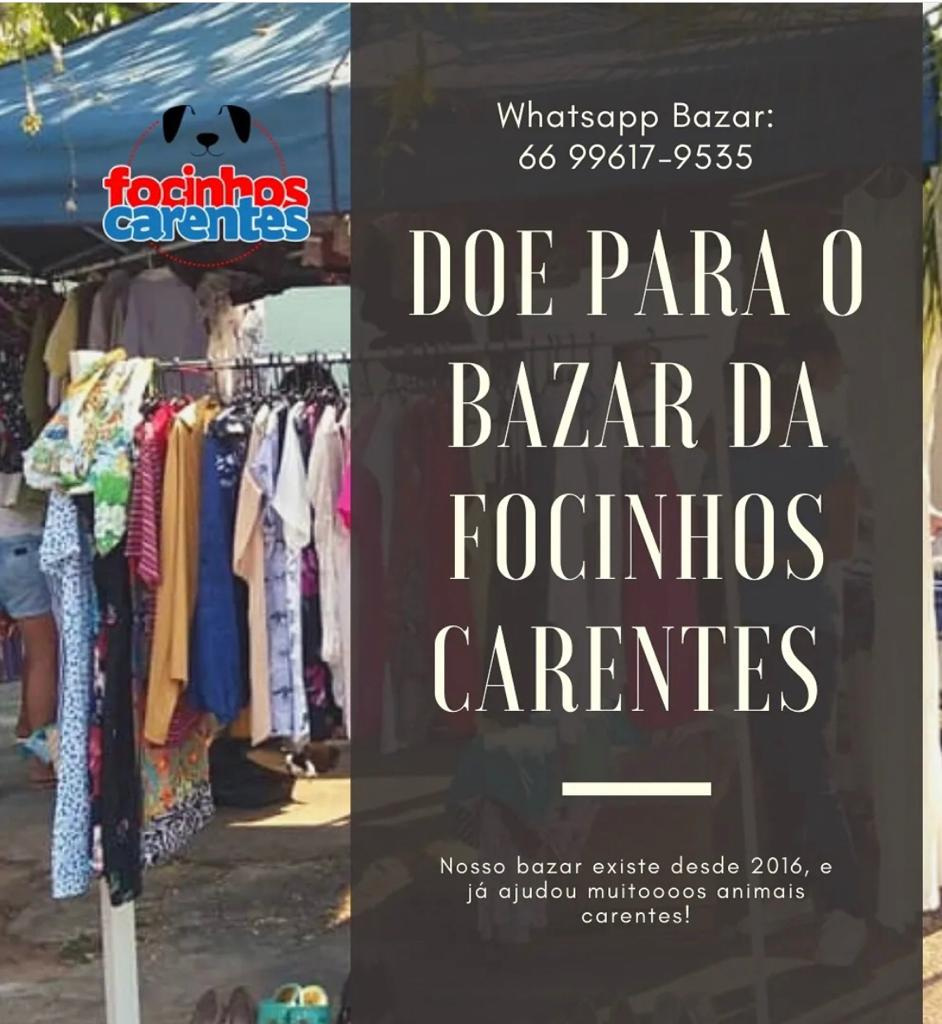 focinhos
carentes
Whatsapp Bazar:
66 99617-9535
DOE PARA O
BAZAR DA
FOCINHOS
CARENTES
Nosso bazar existe desde 2016, e
já ajudou muitoooos animais
carentes!